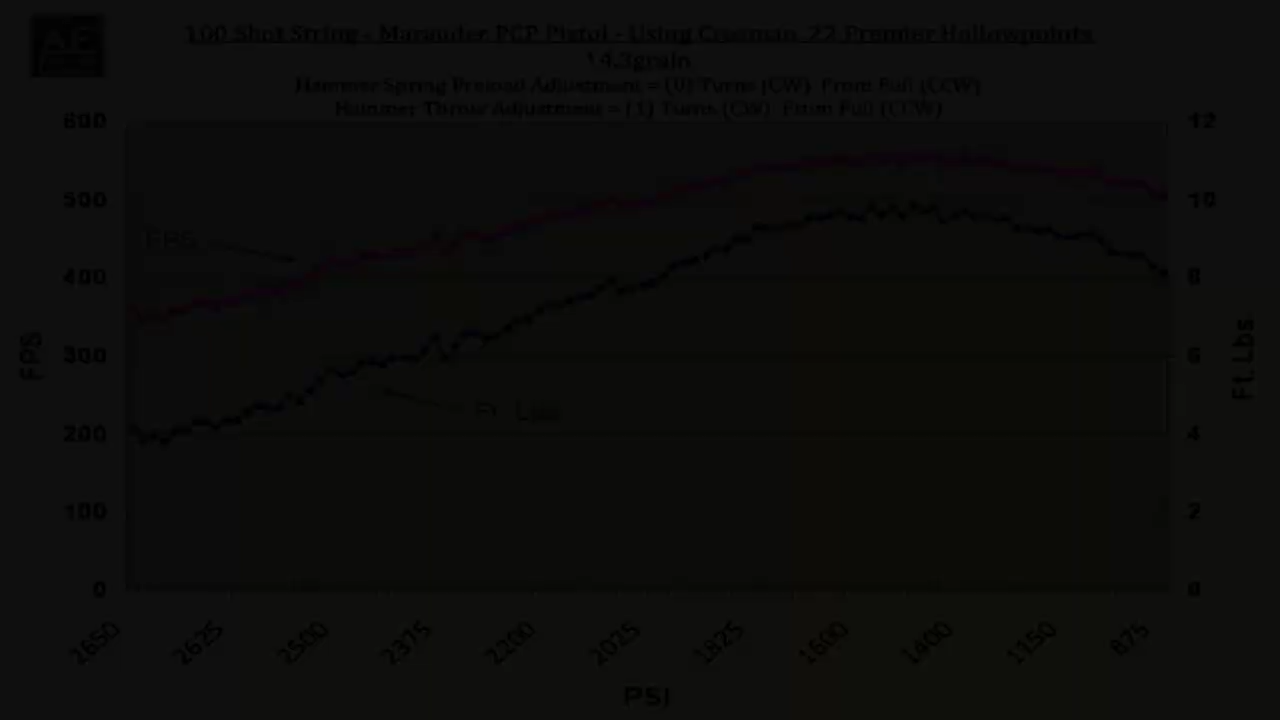 100 Shot String - Marauder PCP Pistol - Using Crosman .22 Premier Hollowpoints
14.3grain
Hammer Spring Preload Adjustment = (0) Turns (CW) From Full (CCW)
Hammer Throw Adjustment = (1) Turns (CW) From Full (CCW)
600
500
400
300
200
100
0
FPS
FPS
Ft. Lbs
12
10
8
6
4
2
0
Ft. Lbs
2650
2625
2500
2375
2200
2025
1825
1600
1400
1150
875
PSI